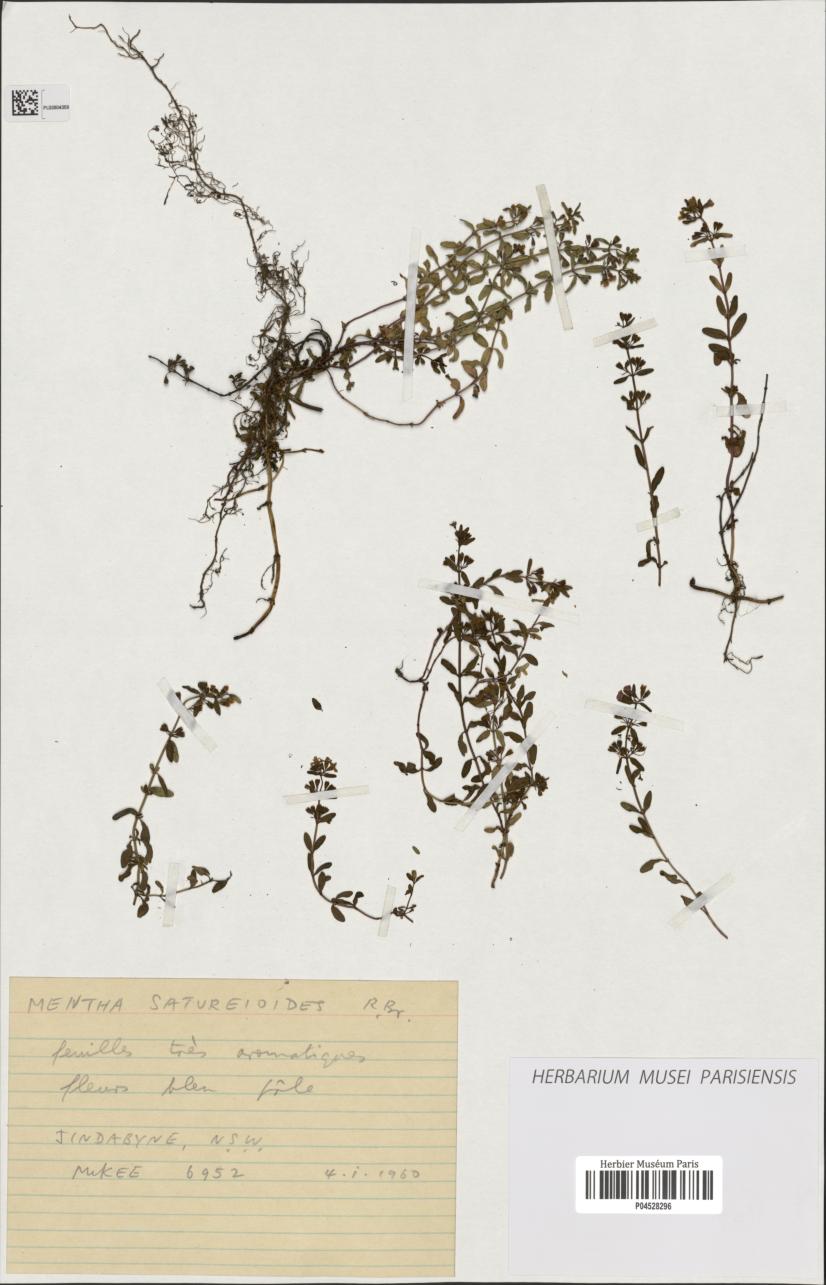 MENTHA SATUREIOIDES R.Br.
feuilles très aromatiques
fleurs bleu pâle
JINDABYNE, NSW
McKEE 6952 4.i.1960
HERBARIUM MUSEI PARISIENSIS
Herbier Muséum Paris
P04528296